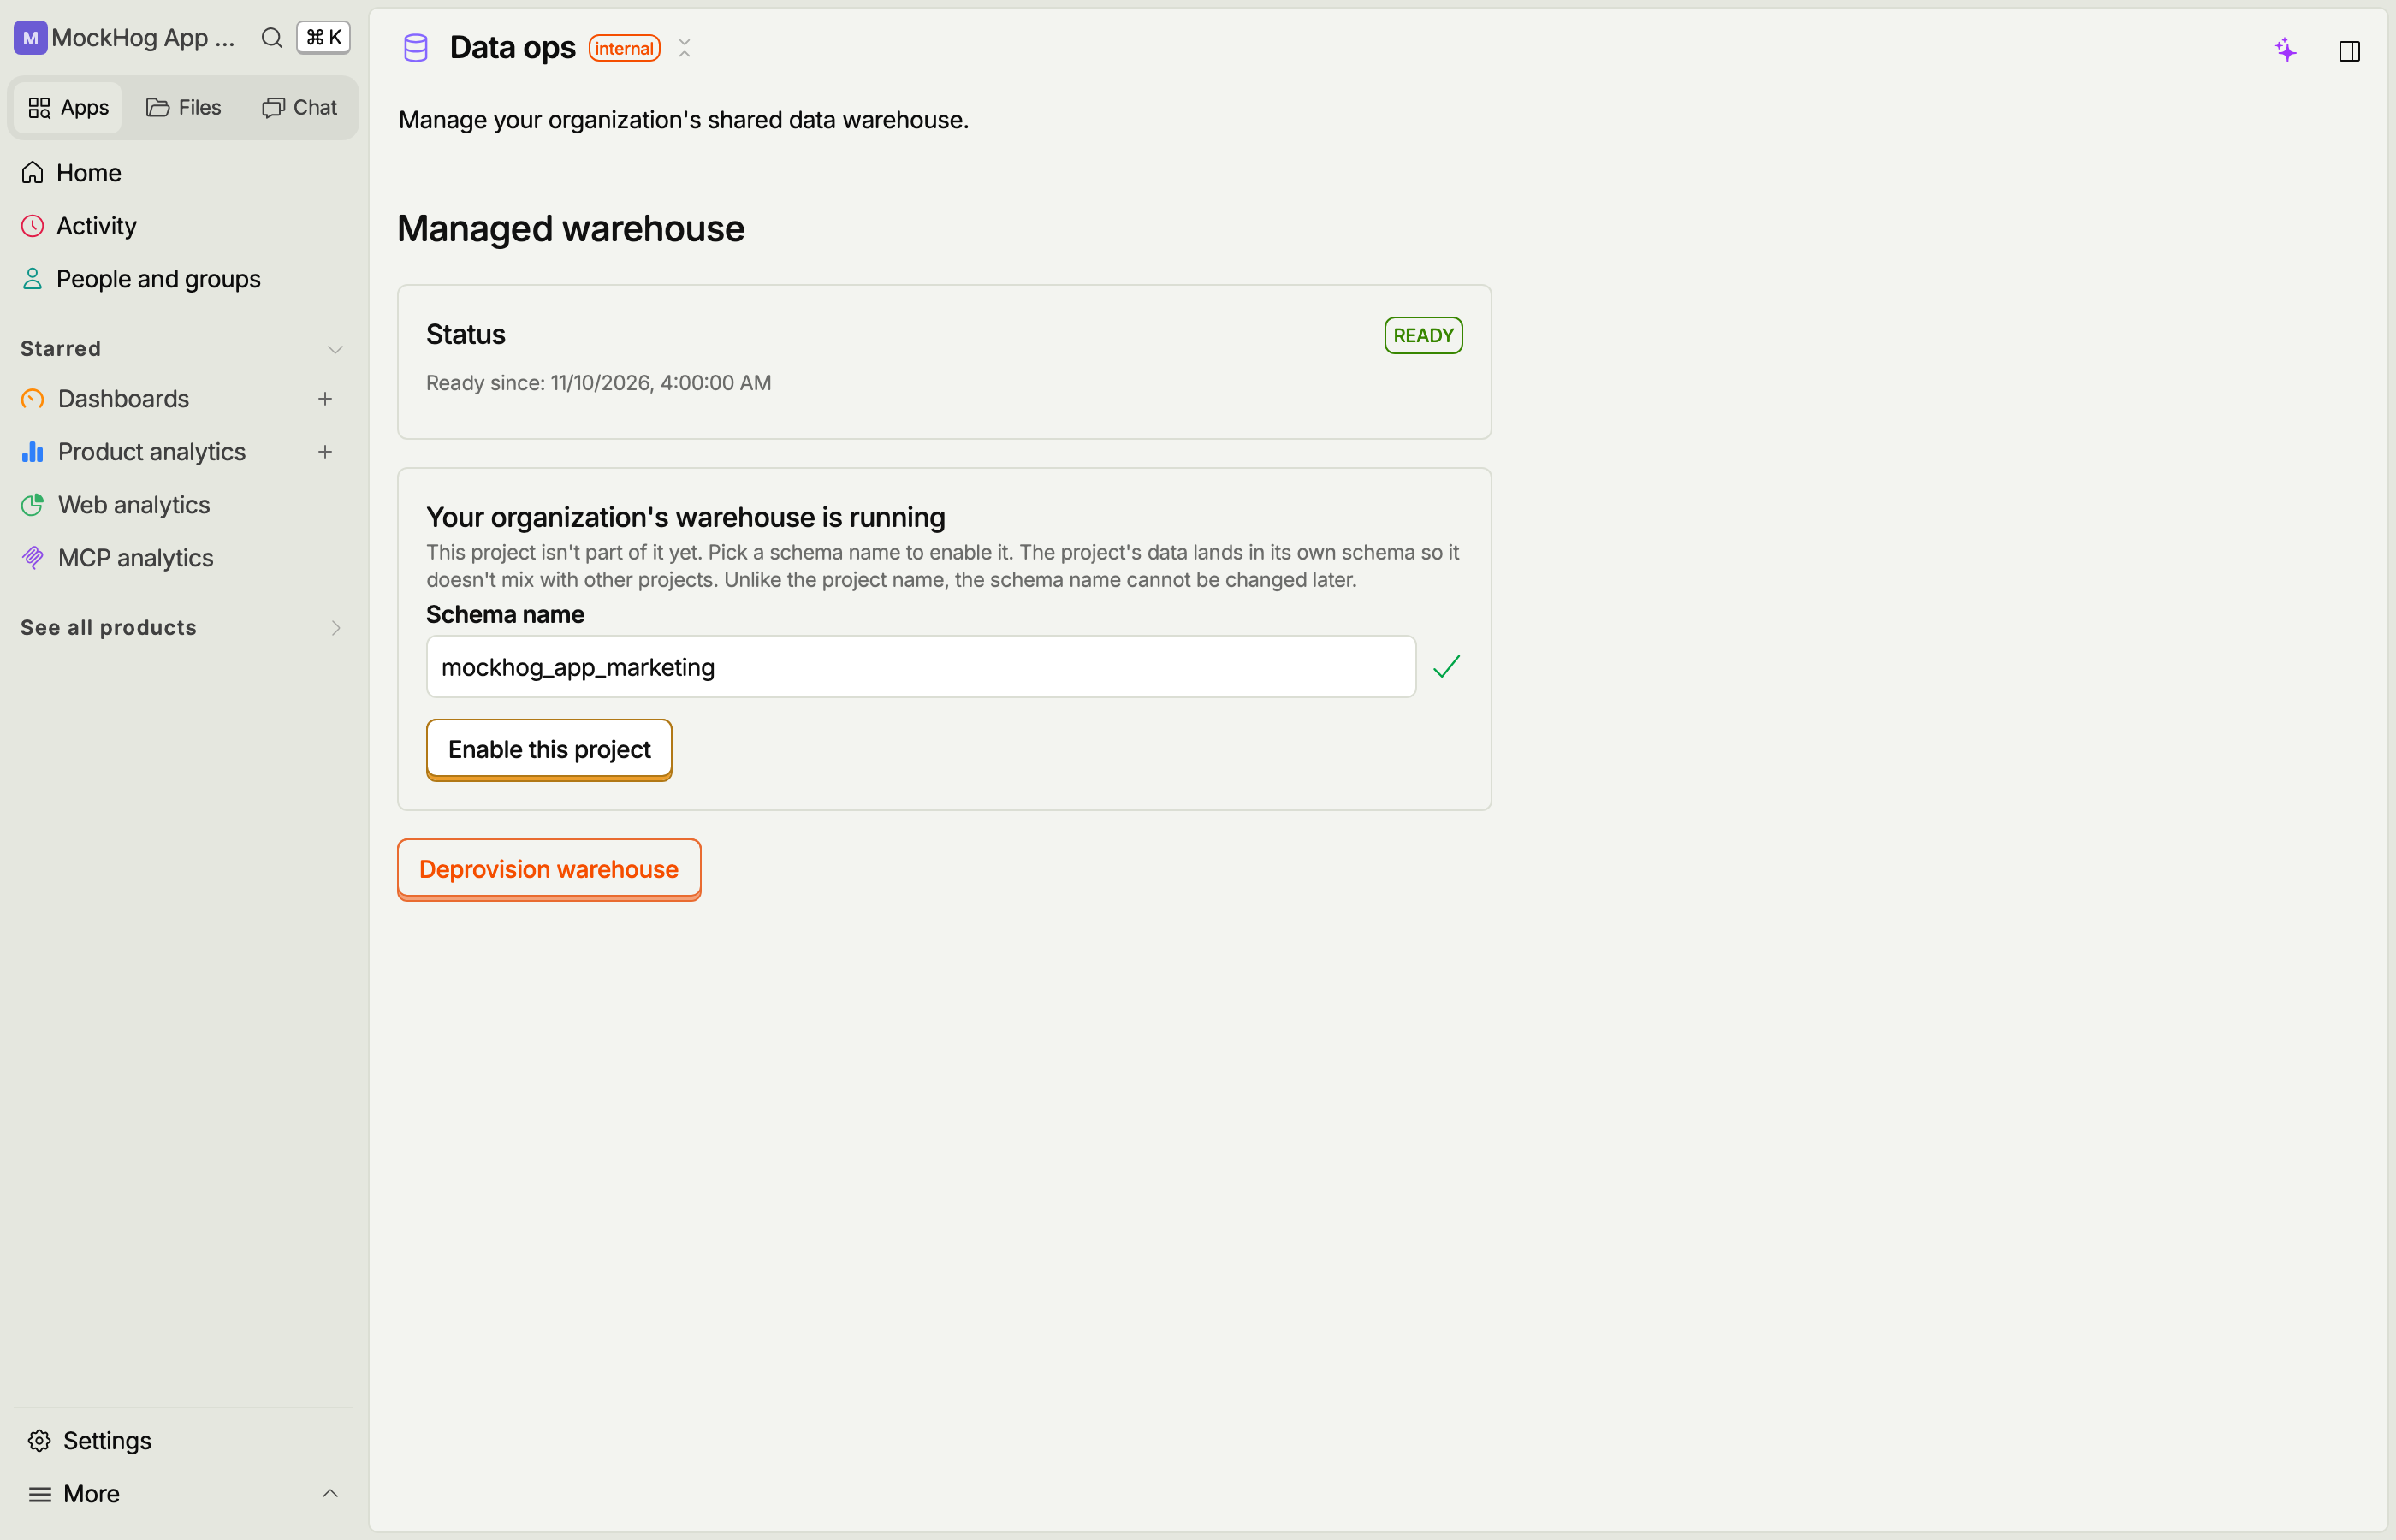 M MockHog App ... ⌘ K
Apps Files Chat
Home
Activity
People and groups
Starred
Dashboards
Product analytics
Web analytics
MCP analytics
See all products
Settings
More
Data ops internal
Manage your organization's shared data warehouse.
Managed warehouse
Status READY
Ready since: 11/10/2026, 4:00:00 AM
Your organization's warehouse is running
This project isn't part of it yet. Pick a schema name to enable it. The project's data lands in its own schema so it
doesn't mix with other projects. Unlike the project name, the schema name cannot be changed later.
Schema name
mockhog_app_marketing
Enable this project
Deprovision warehouse